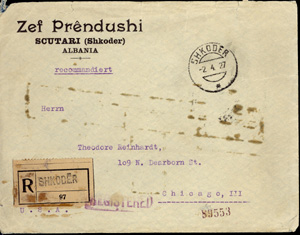 Zef Prêndushi
SCUTARI (Shkoder)
ALBANIA
recommandiert
SHKODËR
-2 4 27
Herrn
Theodore Reinhardt,
109 N. Dearborn St.
Chicago, Ill
R SHKODËR
97
U.S.A.
REGISTERED
89553